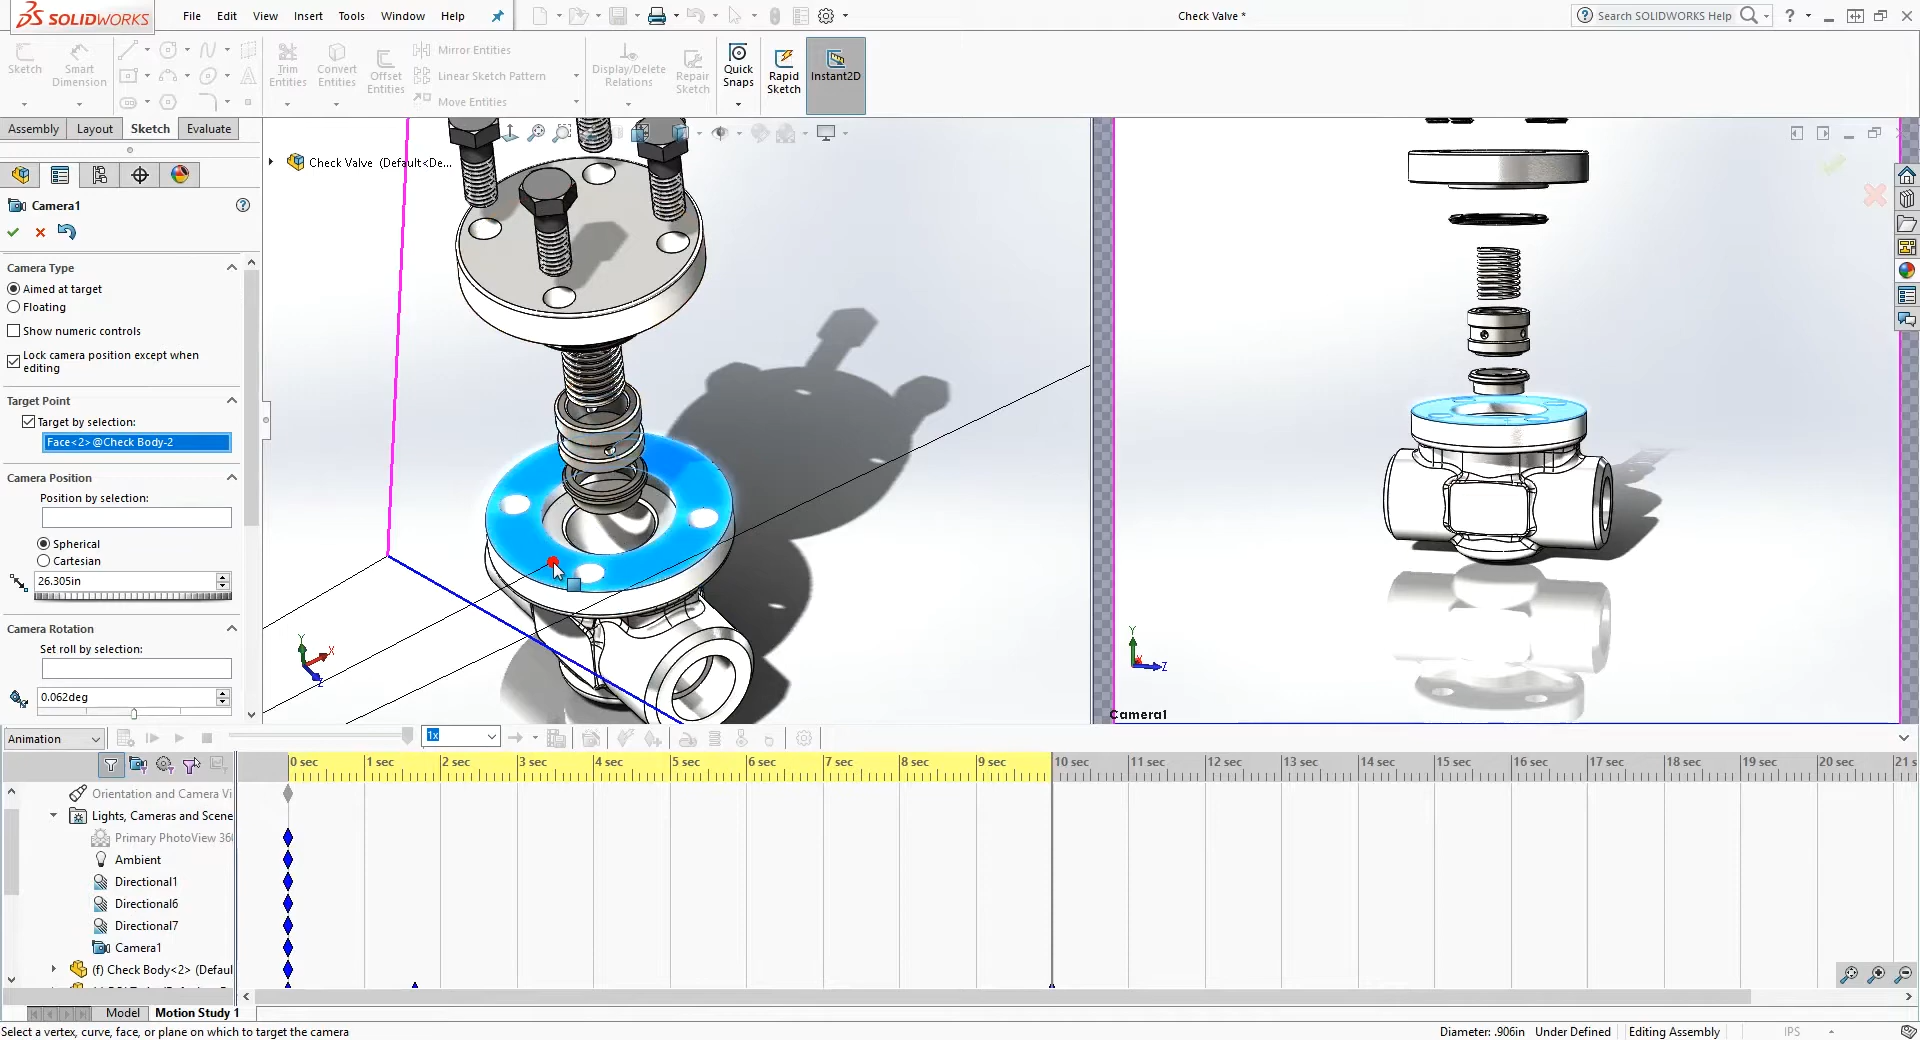 SOLIDWORKS
File Edit View Insert Tools Window Help
Check Valve *
Search SOLIDWORKS Help
Sketch
Smart Dimension
Trim Entities
Convert Entities
Offset Entities
Mirror Entities
Linear Sketch Pattern
Move Entities
Display/Delete Relations
Repair Sketch
Quick Snaps
Rapid Sketch
Instant2D
Assembly Layout Sketch Evaluate
Check Valve (Default<De...
Camera1
Camera Type
Aimed at target
Floating
Show numeric controls
Lock camera position except when
editing
Target Point
Target by selection:
Face<2>@Check Body-2
Camera Position
Position by selection:
Spherical
Cartesian
26.305in
Camera Rotation
Set roll by selection:
0.062deg
Y X Z
Y X Z
Camera1
Animation
1x
0 sec 1 sec 2 sec 3 sec 4 sec 5 sec 6 sec 7 sec 8 sec 9 sec 10 sec 11 sec 12 sec 13 sec 14 sec 15 sec 16 sec 17 sec 18 sec 19 sec 20 sec 21 s
Orientation and Camera Vi
Lights, Cameras and Scene
Primary PhotoView 36
Ambient
Directional1
Directional6
Directional7
Camera1
(f) Check Body<2> (Defaul
Model Motion Study 1
Select a vertex, curve, face, or plane on which to target the camera
Diameter: .906in Under Defined Editing Assembly IPS